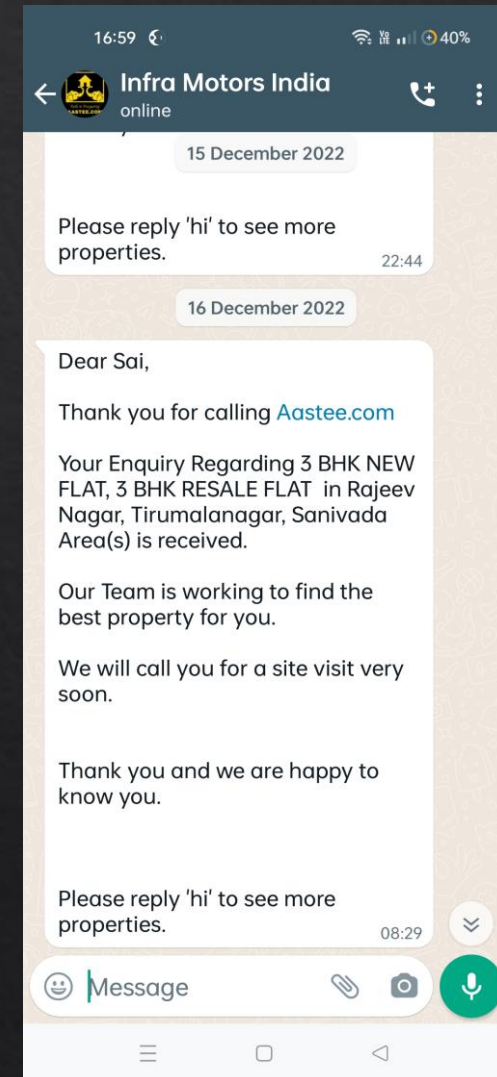 16:59
40%
Infra Motors India
online
15 December 2022
Please reply 'hi' to see more
properties.
22:44
16 December 2022
Dear Sai,
Thank you for calling Aastee.com
Your Enquiry Regarding 3 BHK NEW
FLAT, 3 BHK RESALE FLAT in Rajeev
Nagar, Tirumalanagar, Sanivada
Area(s) is received.
Our Team is working to find the
best property for you.
We will call you for a site visit very
soon.
Thank you and we are happy to
know you.
Please reply 'hi' to see more
properties.
08:29
Message